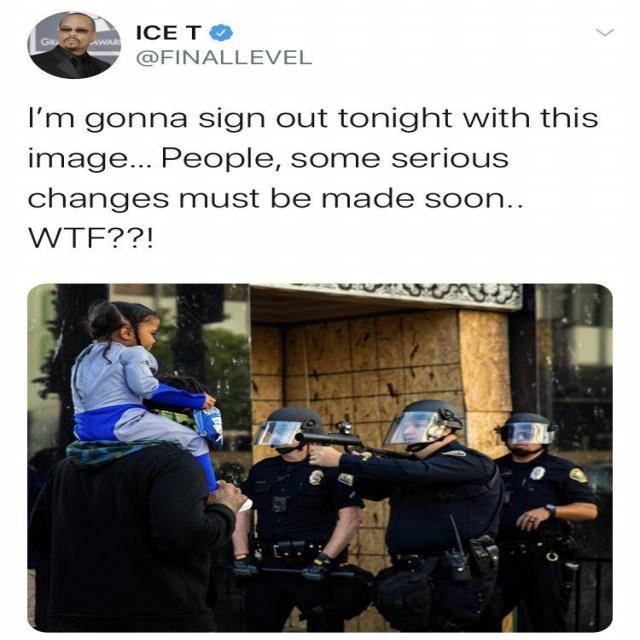 ICE T
@FINALLEVEL
I'm gonna sign out tonight with this
image... People, some serious
changes must be made soon..
WTF??!